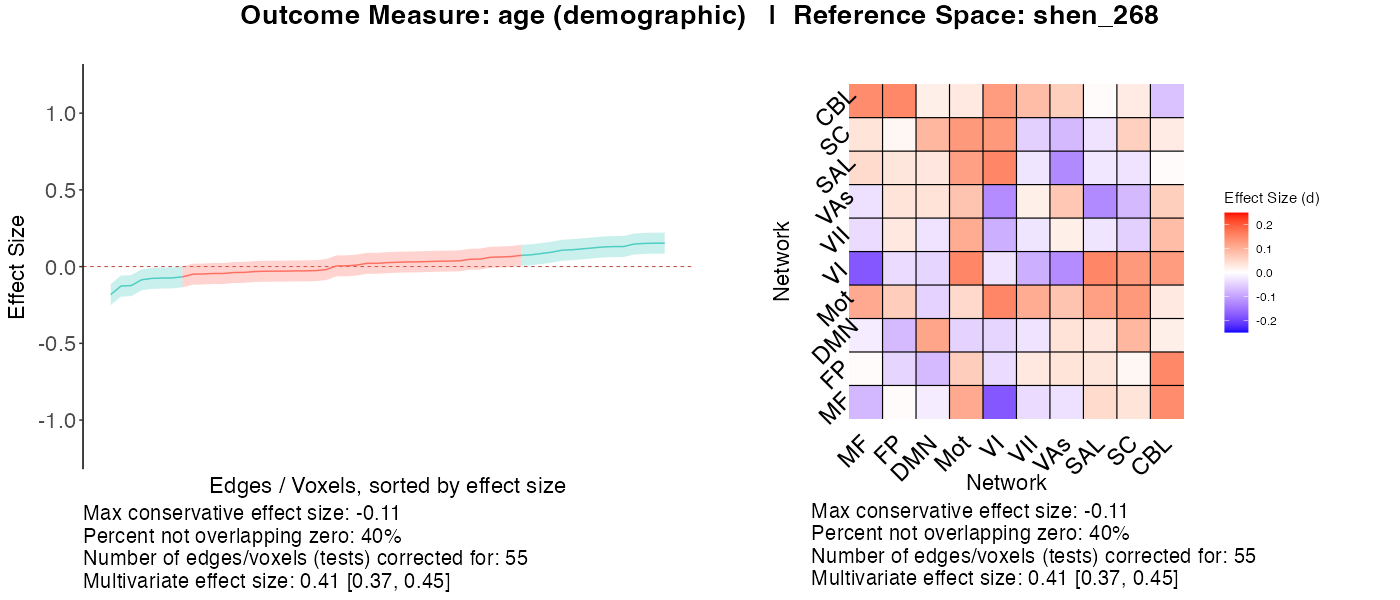 Outcome Measure: age (demographic) | Reference Space: shen_268
Effect Size
1.0
0.5
0.0
-0.5
-1.0
Edges / Voxels, sorted by effect size
Max conservative effect size: -0.11
Percent not overlapping zero: 40%
Number of edges/voxels (tests) corrected for: 55
Multivariate effect size: 0.41 [0.37, 0.45]
Network
CBL
SC
SAL
VAs
VII
VI
Mot
DMN
FP
MF
MF
FP
DMN
Mot
VI
VII
VAs
SAL
SC
CBL
Network
Effect Size (d)
0.2
0.1
0.0
-0.1
-0.2
Max conservative effect size: -0.11
Percent not overlapping zero: 40%
Number of edges/voxels (tests) corrected for: 55
Multivariate effect size: 0.41 [0.37, 0.45]